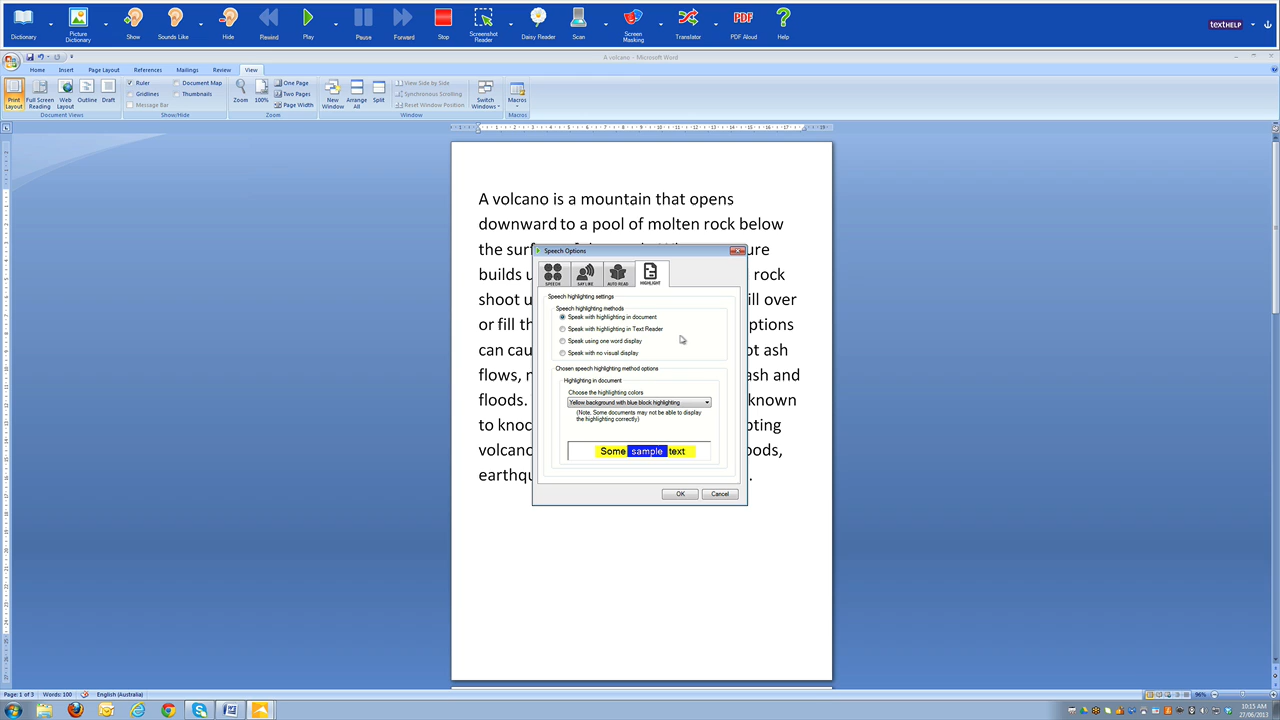 Dictionary
Picture
Dictionary
Show
Sounds Like
Hide
Rewind
Play
Pause
Forward
Stop
Screenshot
Reader
Daisy Reader
Scan
Screen
Masking
Translator
PDF
PDF Aloud
Help
textHELP
A volcano – Microsoft Word
Home
Insert
Page Layout
References
Mailings
Review
View
Print
Layout
Full Screen
Reading
Web
Layout
Outline
Draft
Document Views
Ruler
Gridlines
Message Bar
Document Map
Thumbnails
Show/Hide
Zoom
100%
One Page
Two Pages
Page Width
Zoom
New
Window
Arrange
All
Split
View Side by Side
Synchronous Scrolling
Reset Window Position
Window
Switch
Windows
Macros
Macros
A volcano is a mountain that opens
downward to a pool of molten rock below
the surf
ure
builds u
rock
shoot u
ill over
or fill th
ptions
can cau
ot ash
flows, m
ash and
floods.
known
to knoc
pting
volcano
oods,
earthqu
.
Speech Options
SPEECH
SAY LIKE
AUTO READ
HIGHLIGHT
Speech highlighting settings
Speech highlighting methods
Speak with highlighting in document
Speak with highlighting in Text Reader
Speak using one word display
Speak with no visual display
Chosen speech highlighting method options
Highlighting in document
Choose the highlighting colors
Yellow background with blue block highlighting
(Note, Some documents may not be able to display
the highlighting correctly)
Some sample text
OK
Cancel
Page: 1 of 3
Words: 100
English (Australia)
96%
10:15 AM
27/06/2013